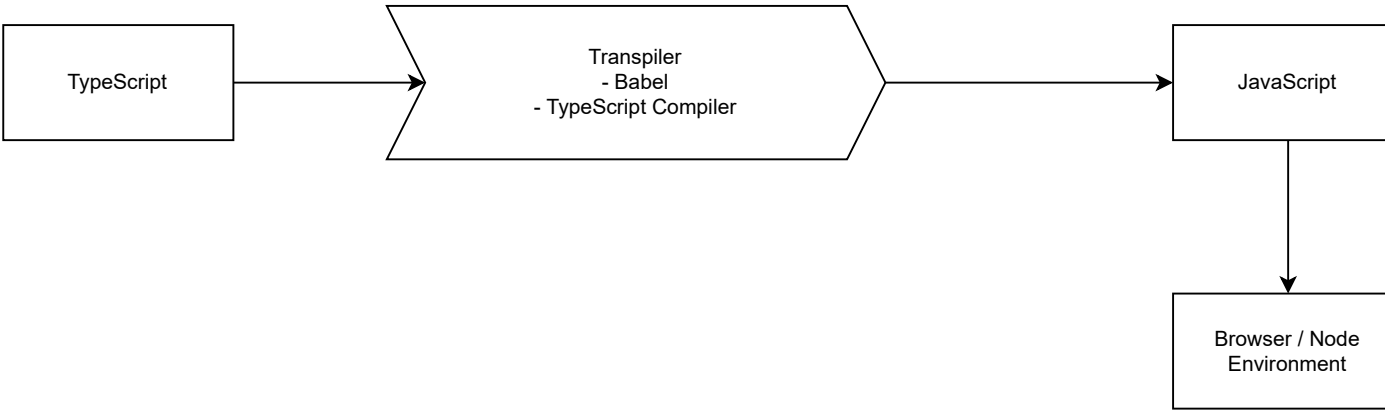 TypeScript
Transpiler
- Babel
- TypeScript Compiler
JavaScript
Browser / Node
Environment